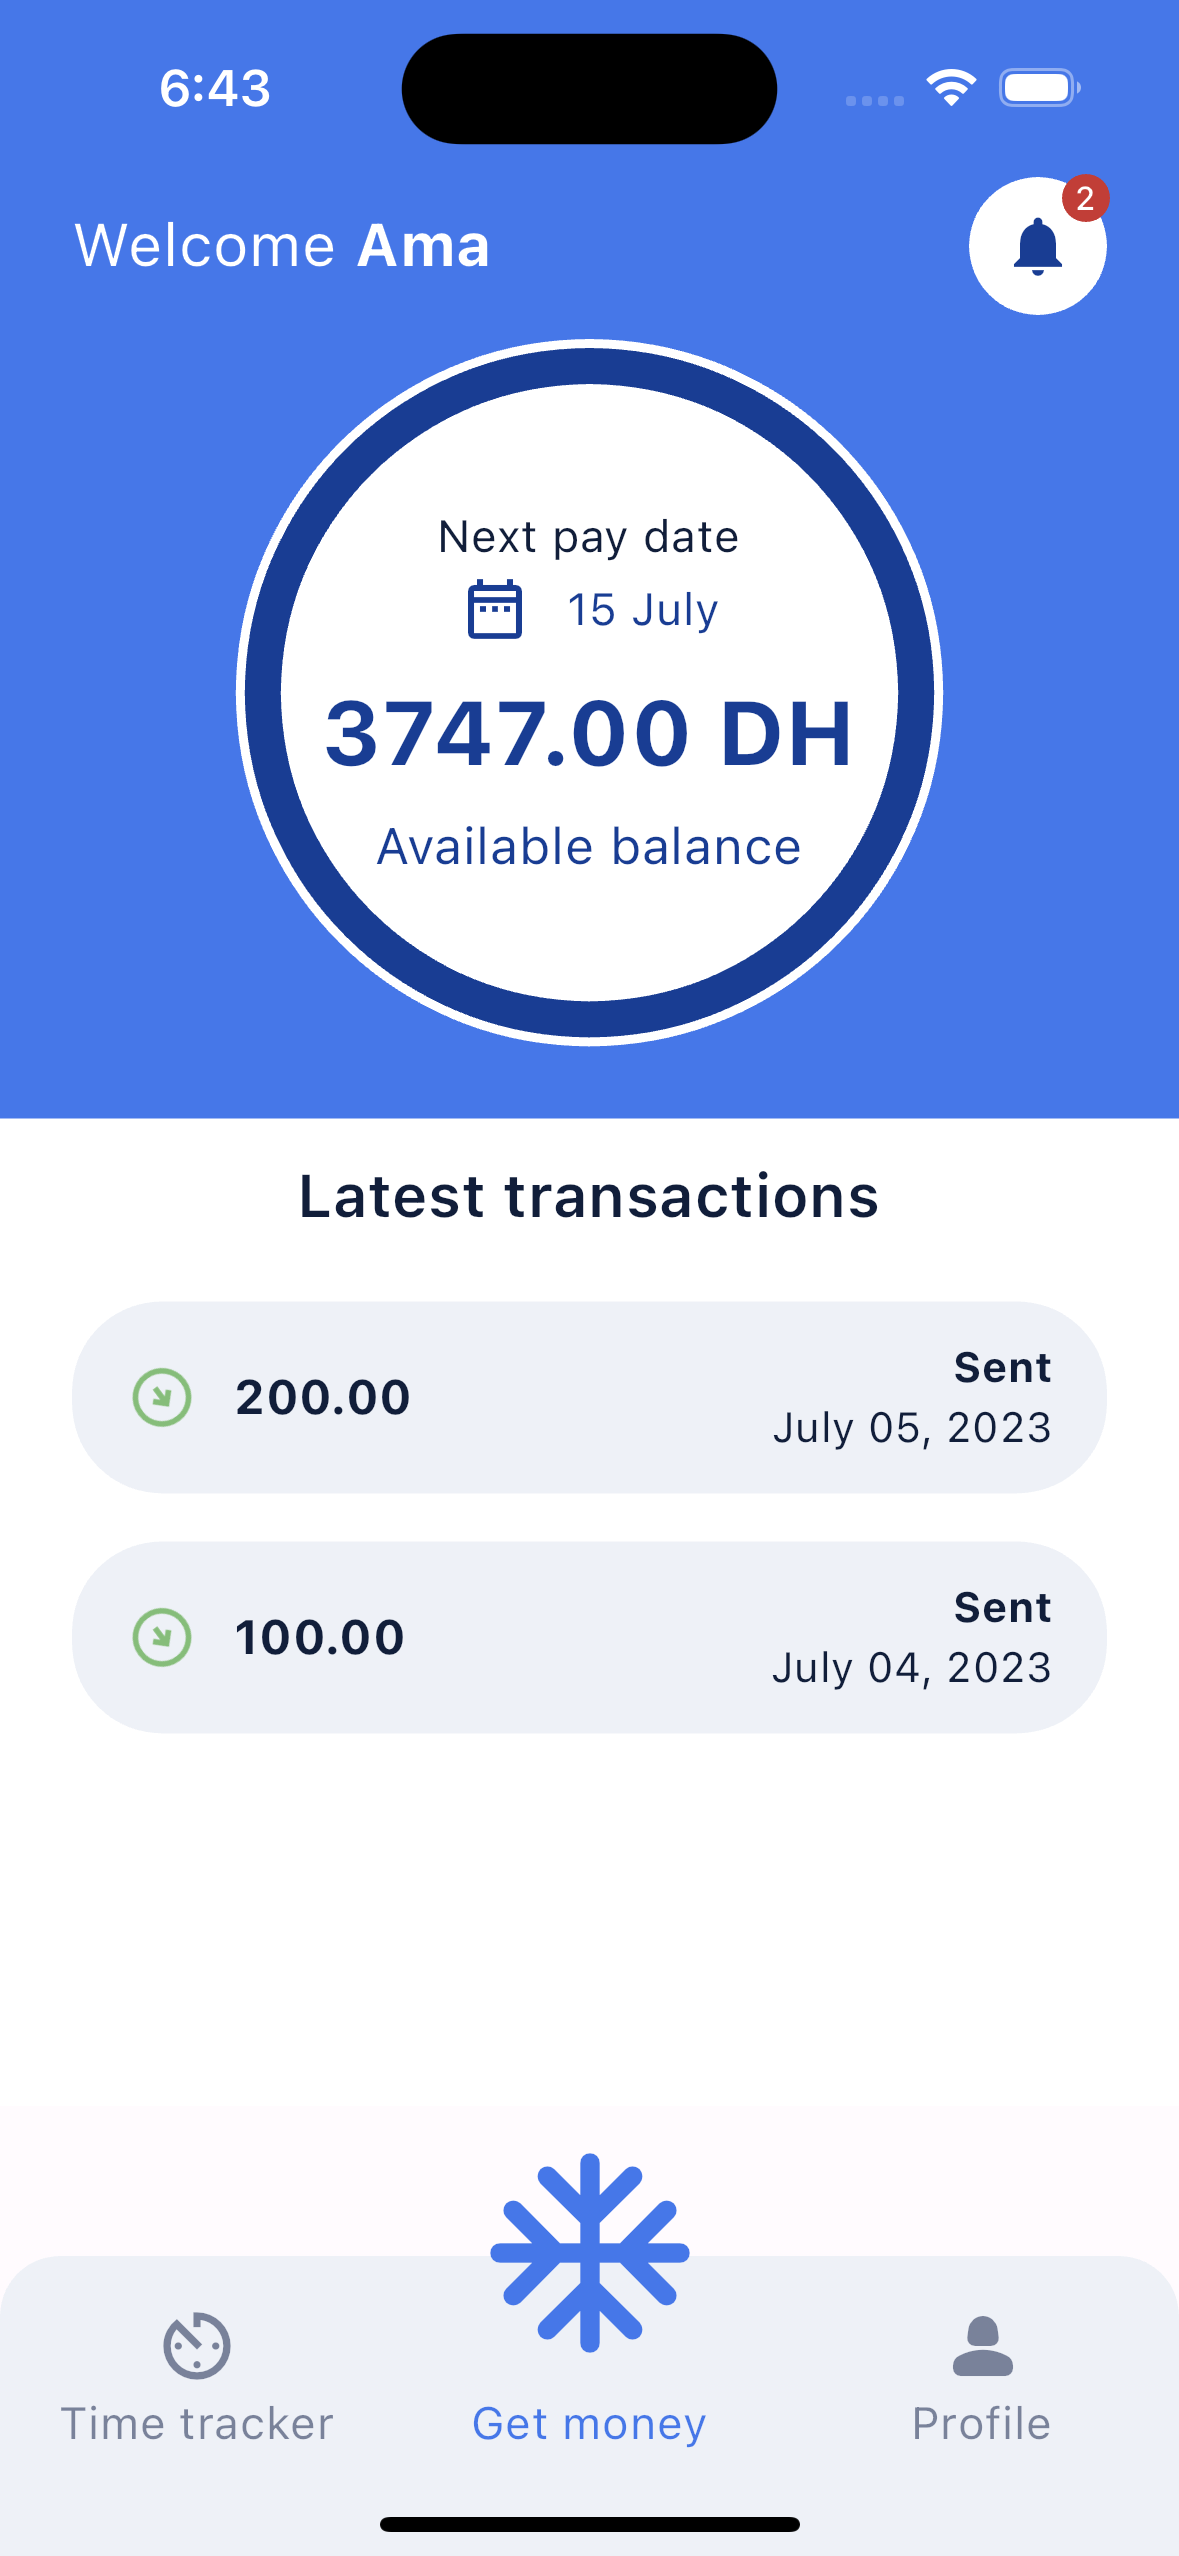 6:43
Welcome Ama
2
Next pay date
15 July
3747.00 DH
Available balance
Latest transactions
200.00
Sent
July 05, 2023
100.00
Sent
July 04, 2023
Time tracker
Get money
Profile